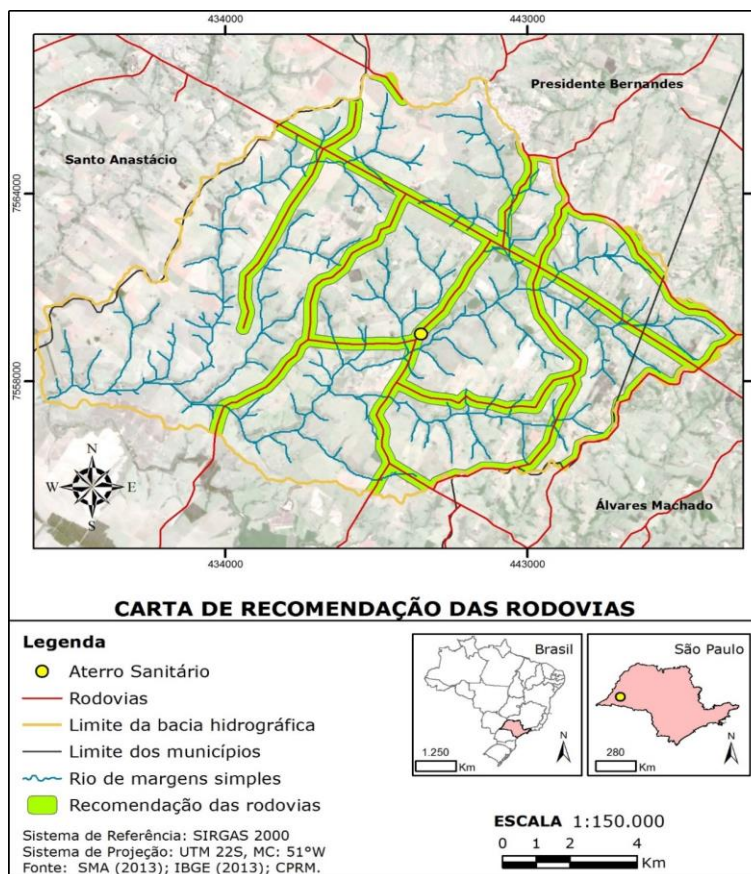 434000
443000
Presidente Bernandes
Santo Anastácio
7564000
7564000
7558000
7558000
N
W
E
S
Álvares Machado
434000
443000
CARTA DE RECOMENDAÇÃO DAS RODOVIAS
Legenda
Aterro Sanitário
Rodovias
Limite da bacia hidrográfica
Limite dos municípios
Rio de margens simples
Recomendação das rodovias
Sistema de Referência: SIRGAS 2000
Sistema de Projeção: UTM 22S, MC: 51°W
Fonte: SMA (2013); IBGE (2013); CPRM.
Brasil
N
1.250
Km
São Paulo
N
280
Km
ESCALA 1:150.000
0 1 2 4
Km